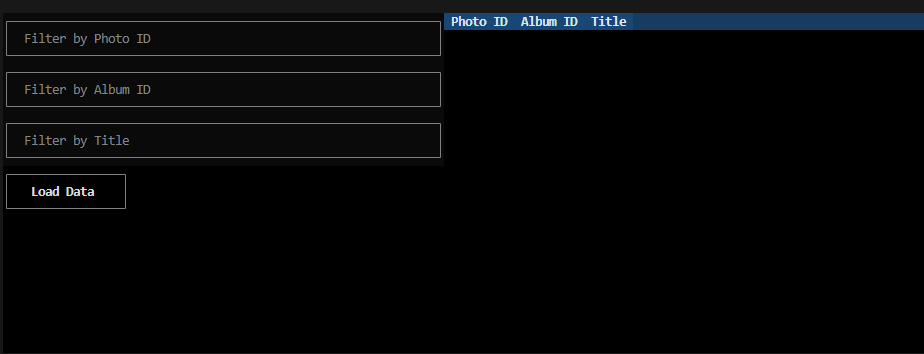 Filter by Photo ID
Filter by Album ID
Filter by Title
Load Data
Photo ID Album ID Title